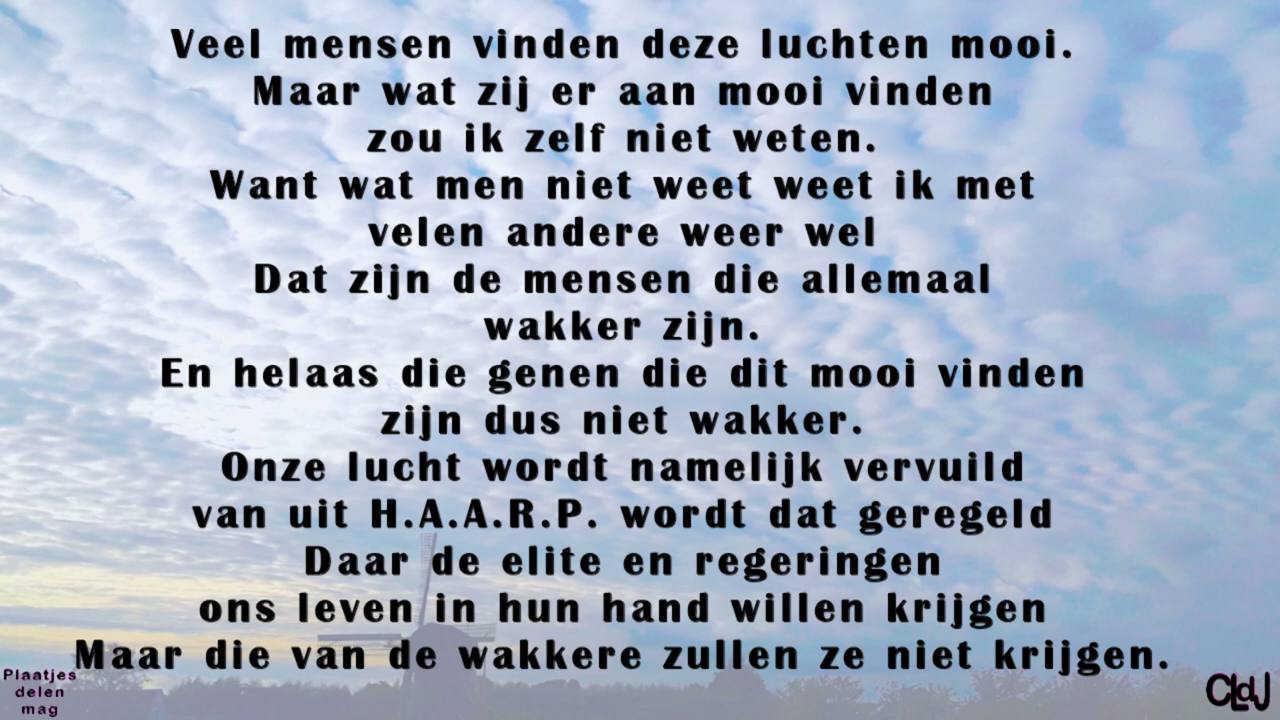 Veel mensen vinden deze luchten mooi.
Maar wat zij er aan mooi vinden
zou ik zelf niet weten.
Want wat men niet weet weet ik met
velen andere weer wel
Dat zijn de mensen die allemaal
wakker zijn.
En helaas die genen die dit mooi vinden
zijn dus niet wakker.
Onze lucht wordt namelijk vervuild
van uit H.A.A.R.P. wordt dat geregeld
Daar de elite en regeringen
ons leven in hun hand willen krijgen
Maar die van de wakkere zullen ze niet krijgen.
Plaatjes
delen
mag
CLdJ